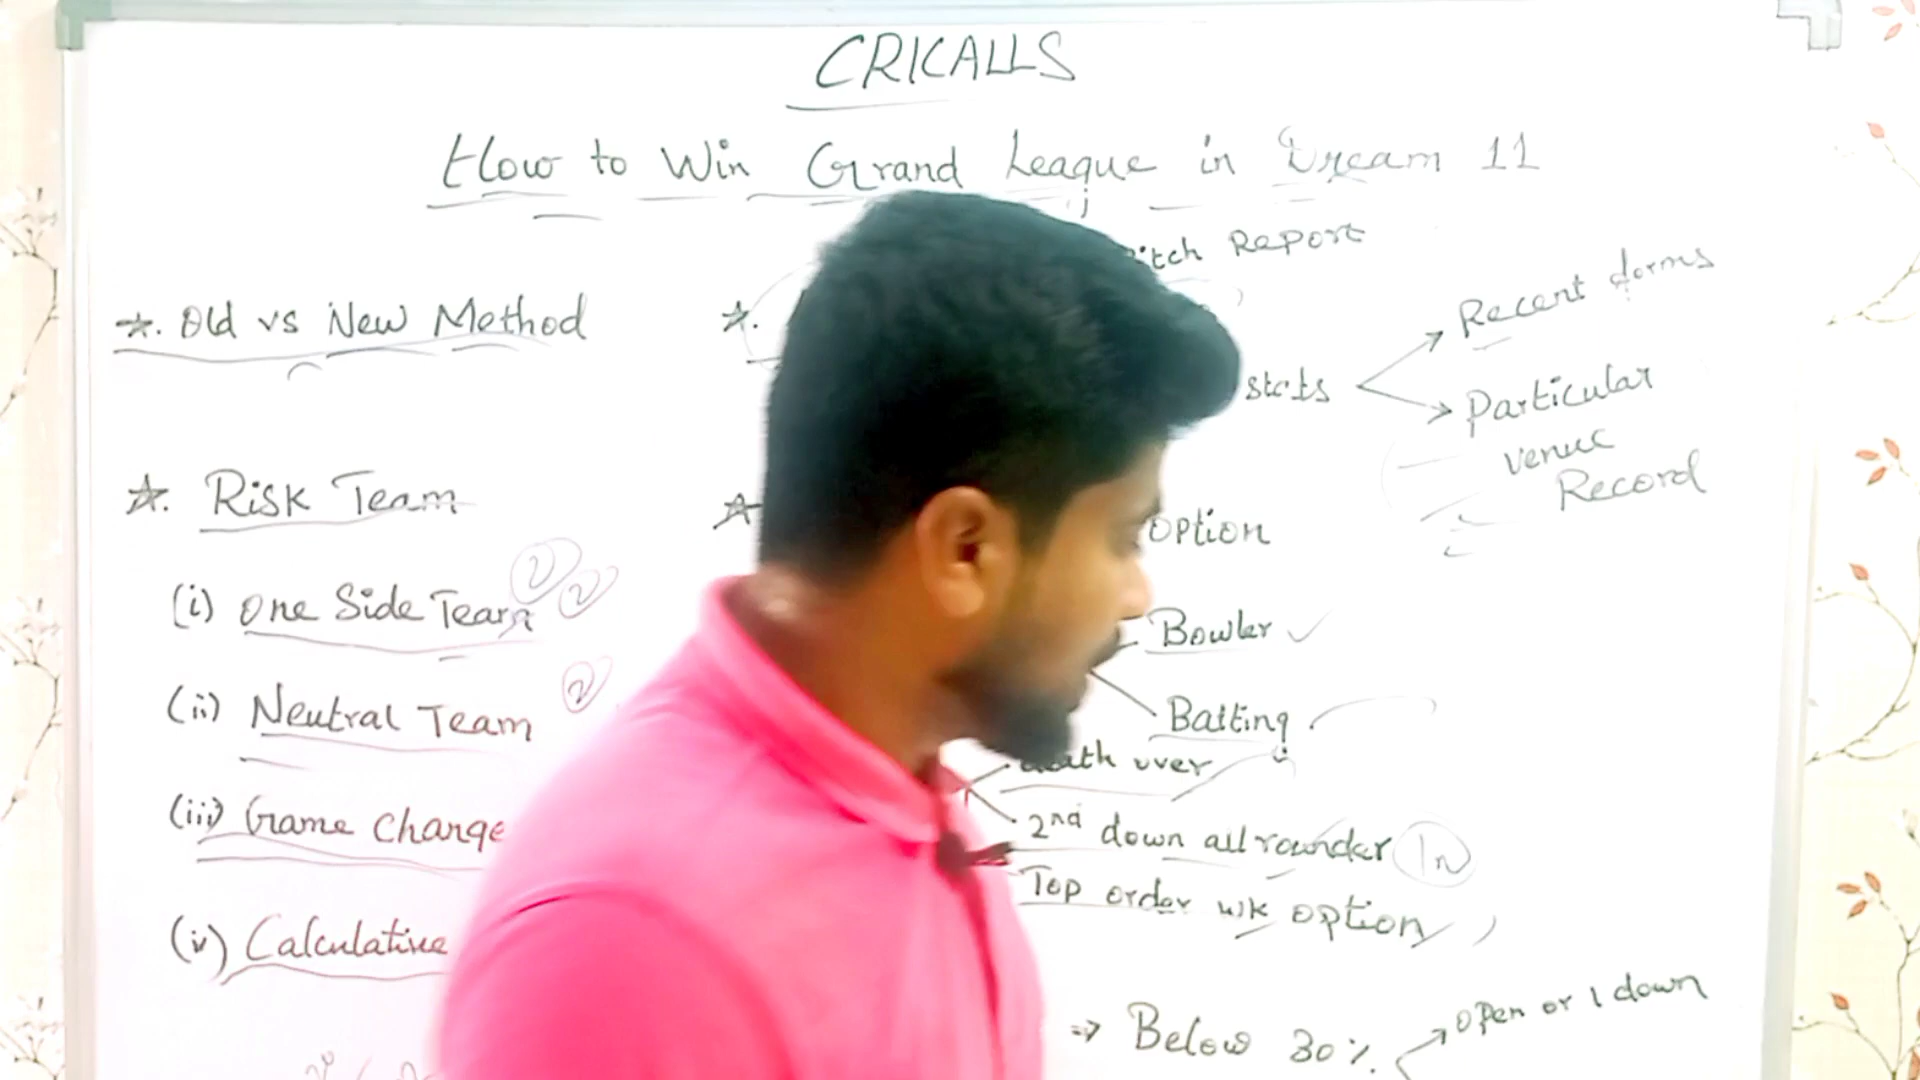 CRICALLS
How to Win Grand League in Dream 11
★. Old vs New Method
★. Risk Team
(i) One Side Team
(ii) Neutral Team
(iii) Game Change
(iv) Calculative
★.
Report
stats
Recent forms
Particular
venue
Record
option
Bowler ✓
Batting
over
2nd down all rounder In
Top order wk option
⇒ Below 30%.
open or 1 down